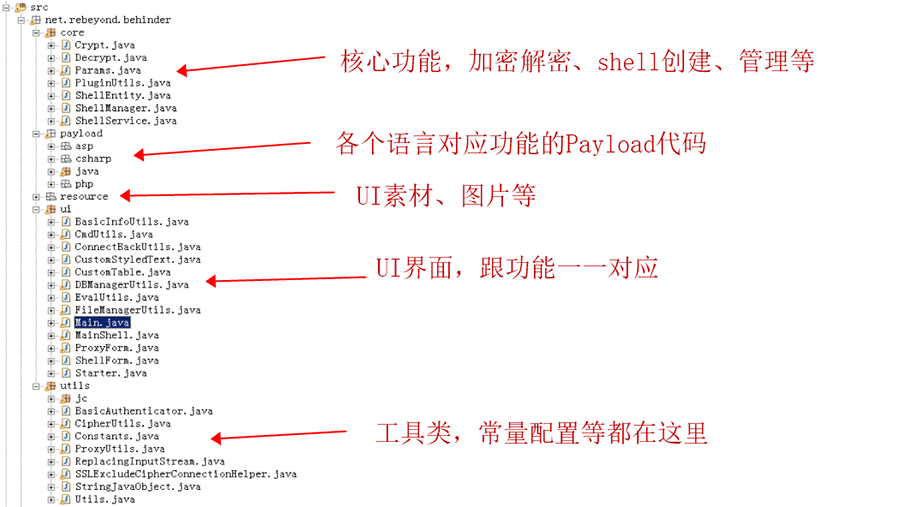 src
net.rebeyond.behinder
core
Crypt.java
Decrypt.java
Params.java
PluginUtils.java
ShellEntity.java
ShellManager.java
ShellService.java
核心功能，加密解密、shell创建、管理等
payload
asp
csharp
java
php
各个语言对应功能的Payload代码
resource
UI素材、图片等
ui
BasicInfoUtils.java
CmdUtils.java
ConnectBackUtils.java
CustomStyledText.java
CustomTable.java
DBManagerUtils.java
EvalUtils.java
FileManagerUtils.java
Main.java
MainShell.java
ProxyForm.java
ShellForm.java
Starter.java
UI界面，跟功能一一对应
utils
jc
BasicAuthenticator.java
CipherUtils.java
Constants.java
ProxyUtils.java
ReplacingInputStream.java
SSLExcludeCipherConnectionHelper.java
StringJavaObject.java
Utils.java
工具类，常量配置等都在这里